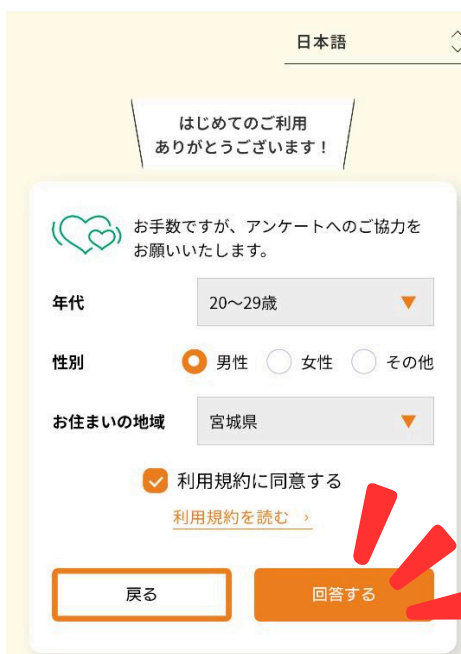 日本語
はじめてのご利用
ありがとうございます！
お手数ですが、アンケートへのご協力を
お願いいたします。
年代
20〜29歳
性別
男性
女性
その他
お住まいの地域
宮城県
利用規約に同意する
利用規約を読む
戻る
回答する